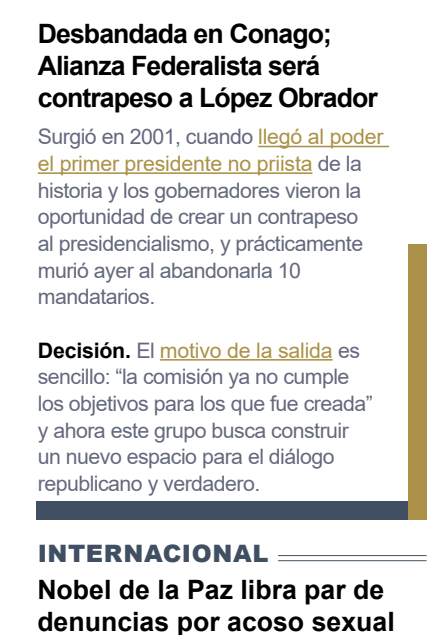 Desbandada en Conago;
Alianza Federalista será
contrapeso a López Obrador
Surgió en 2001, cuando llegó al poder
el primer presidente no priista de la
historia y los gobernadores vieron la
oportunidad de crear un contrapeso
al presidencialismo, y prácticamente
murió ayer al abandonarla 10
mandatarios.
Decisión. El motivo de la salida es
sencillo: “la comisión ya no cumple
los objetivos para los que fue creada”
y ahora este grupo busca construir
un nuevo espacio para el diálogo
republicano y verdadero.
INTERNACIONAL
Nobel de la Paz libra par de
denuncias por acoso sexual